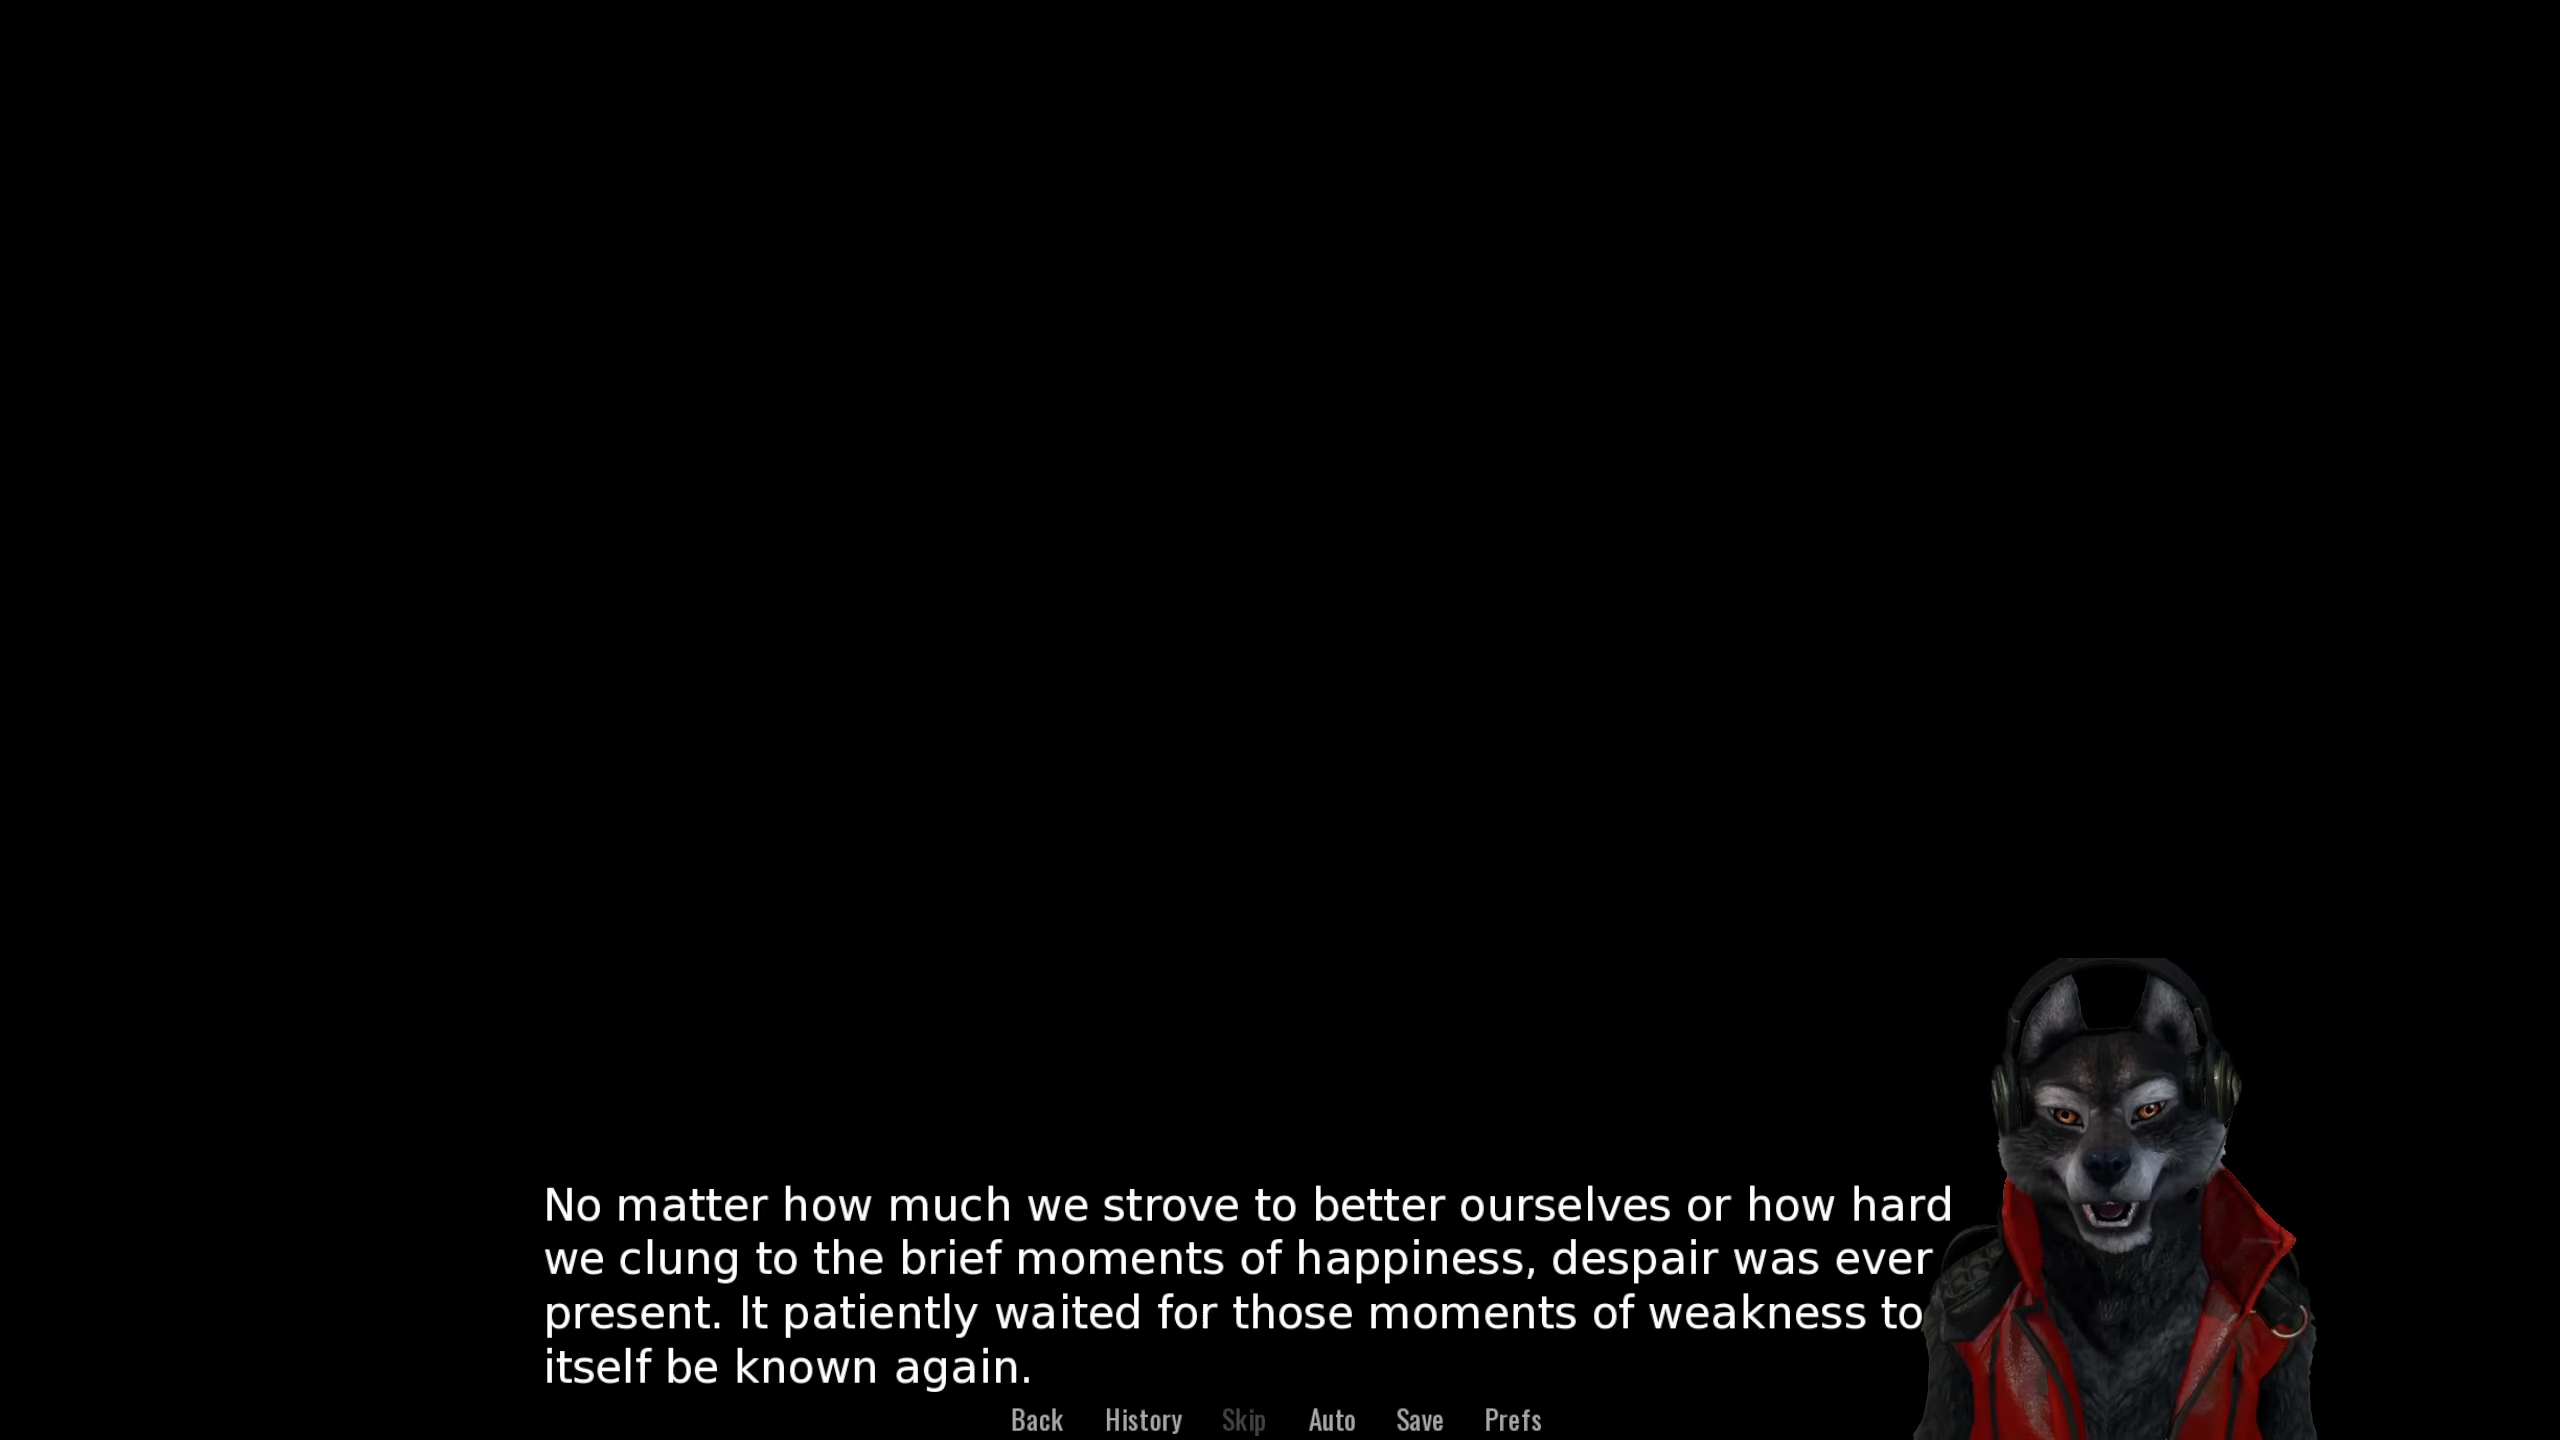 No matter how much we strove to better ourselves or how hard
we clung to the brief moments of happiness, despair was ever
present. It patiently waited for those moments of weakness to
itself be known again.
Back History Skip Auto Save Prefs